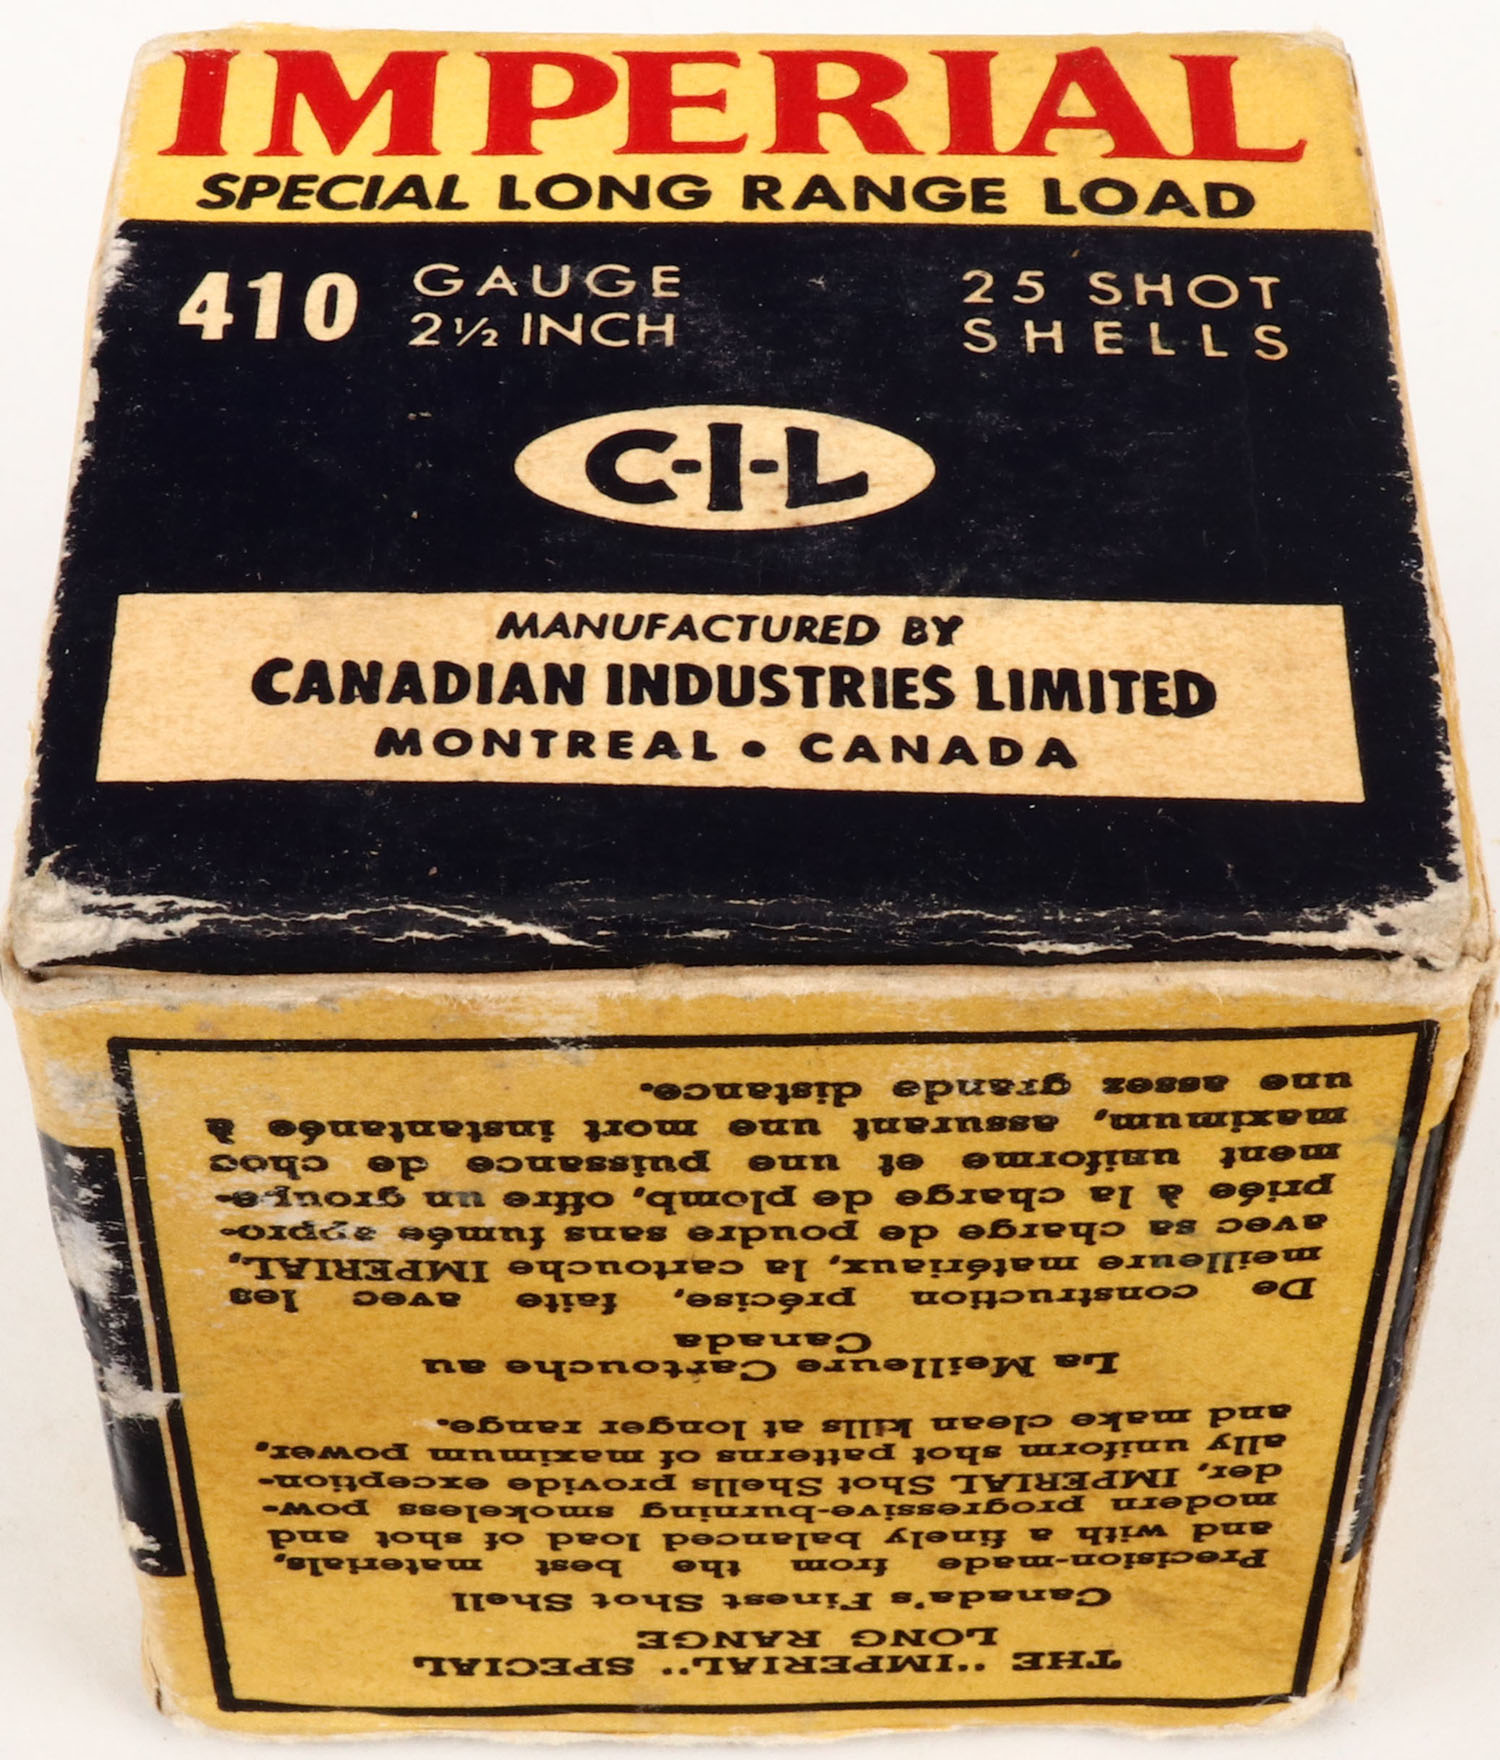 IMPERIAL
SPECIAL LONG RANGE LOAD
410 GAUGE
2½ INCH
25 SHOT
SHELLS
C-I-L
MANUFACTURED BY
CANADIAN INDUSTRIES LIMITED
MONTREAL • CANADA
THE "IMPERIAL" SPECIAL
LONG RANGE
Canada's Finest Shot Shell
Precision-made from the best materials,
and with a finely balanced load of shot and
modern progressive-burning smokeless pow-
der, IMPERIAL Shot Shells provide exception-
ally uniform shot patterns of maximum power,
and make clean kills at longer range.
La Meilleure Cartouche au
Canada
De construction précise, faite avec les
meilleure matériaux, la cartouche IMPERIAL,
avec sa charge de poudre sans fumée appro-
priée à la charge de plomb, offre un groupe-
ment uniforme et une puissance de choc
maximum, assurant une mort instantanée à
une assez grande distance.